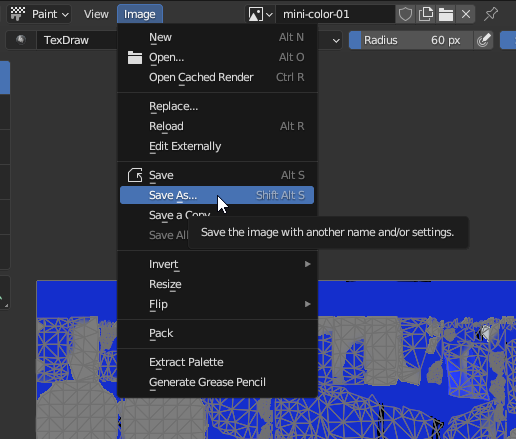 Paint View Image mini-color-01
TexDraw Radius 60 px
New Alt N
Open... Alt O
Open Cached Render Ctrl R
Replace...
Reload Alt R
Edit Externally
Save Alt S
Save As... Shift Alt S
Save a Copy
Save the image with another name and/or settings.
Save All
Invert
Resize
Flip
Pack
Extract Palette
Generate Grease Pencil